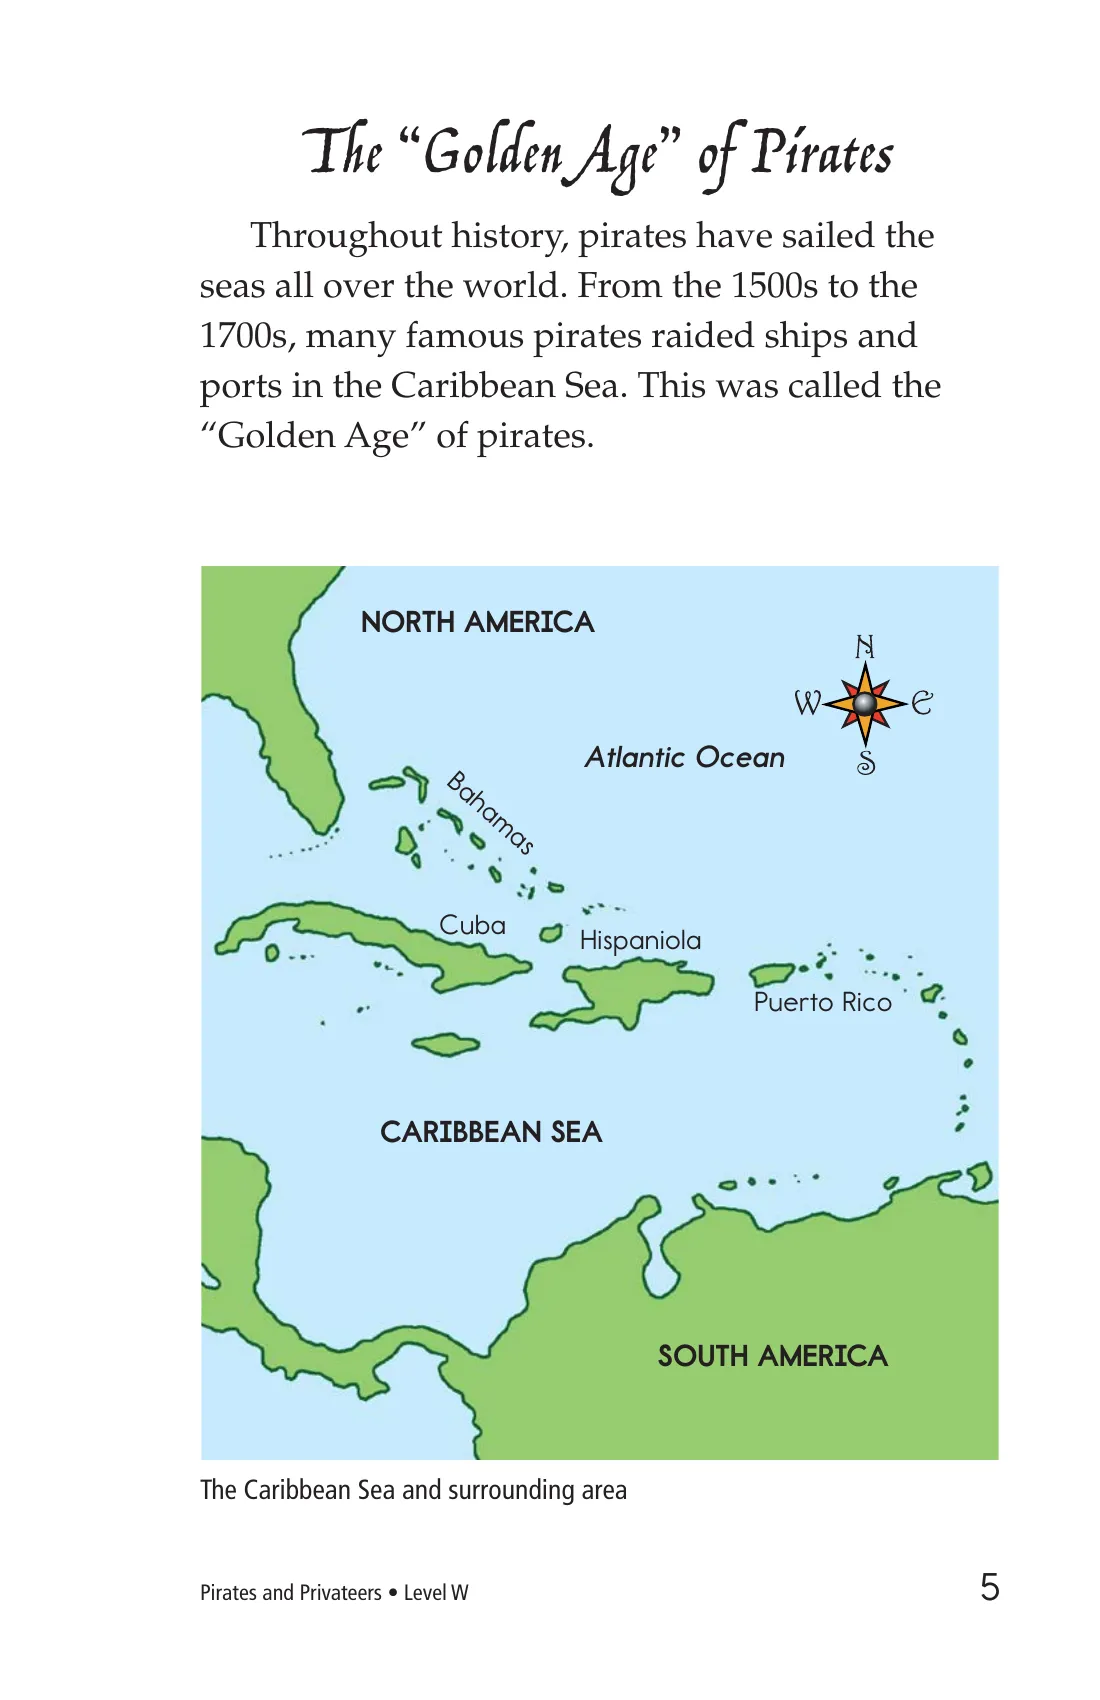 The “Golden Age” of Pirates
Throughout history, pirates have sailed the
seas all over the world. From the 1500s to the
1700s, many famous pirates raided ships and
ports in the Caribbean Sea. This was called the
“Golden Age” of pirates.
NORTH AMERICA
N
W
E
S
Atlantic Ocean
Bahamas
Cuba
Hispaniola
Puerto Rico
CARIBBEAN SEA
SOUTH AMERICA
The Caribbean Sea and surrounding area
Pirates and Privateers • Level W
5